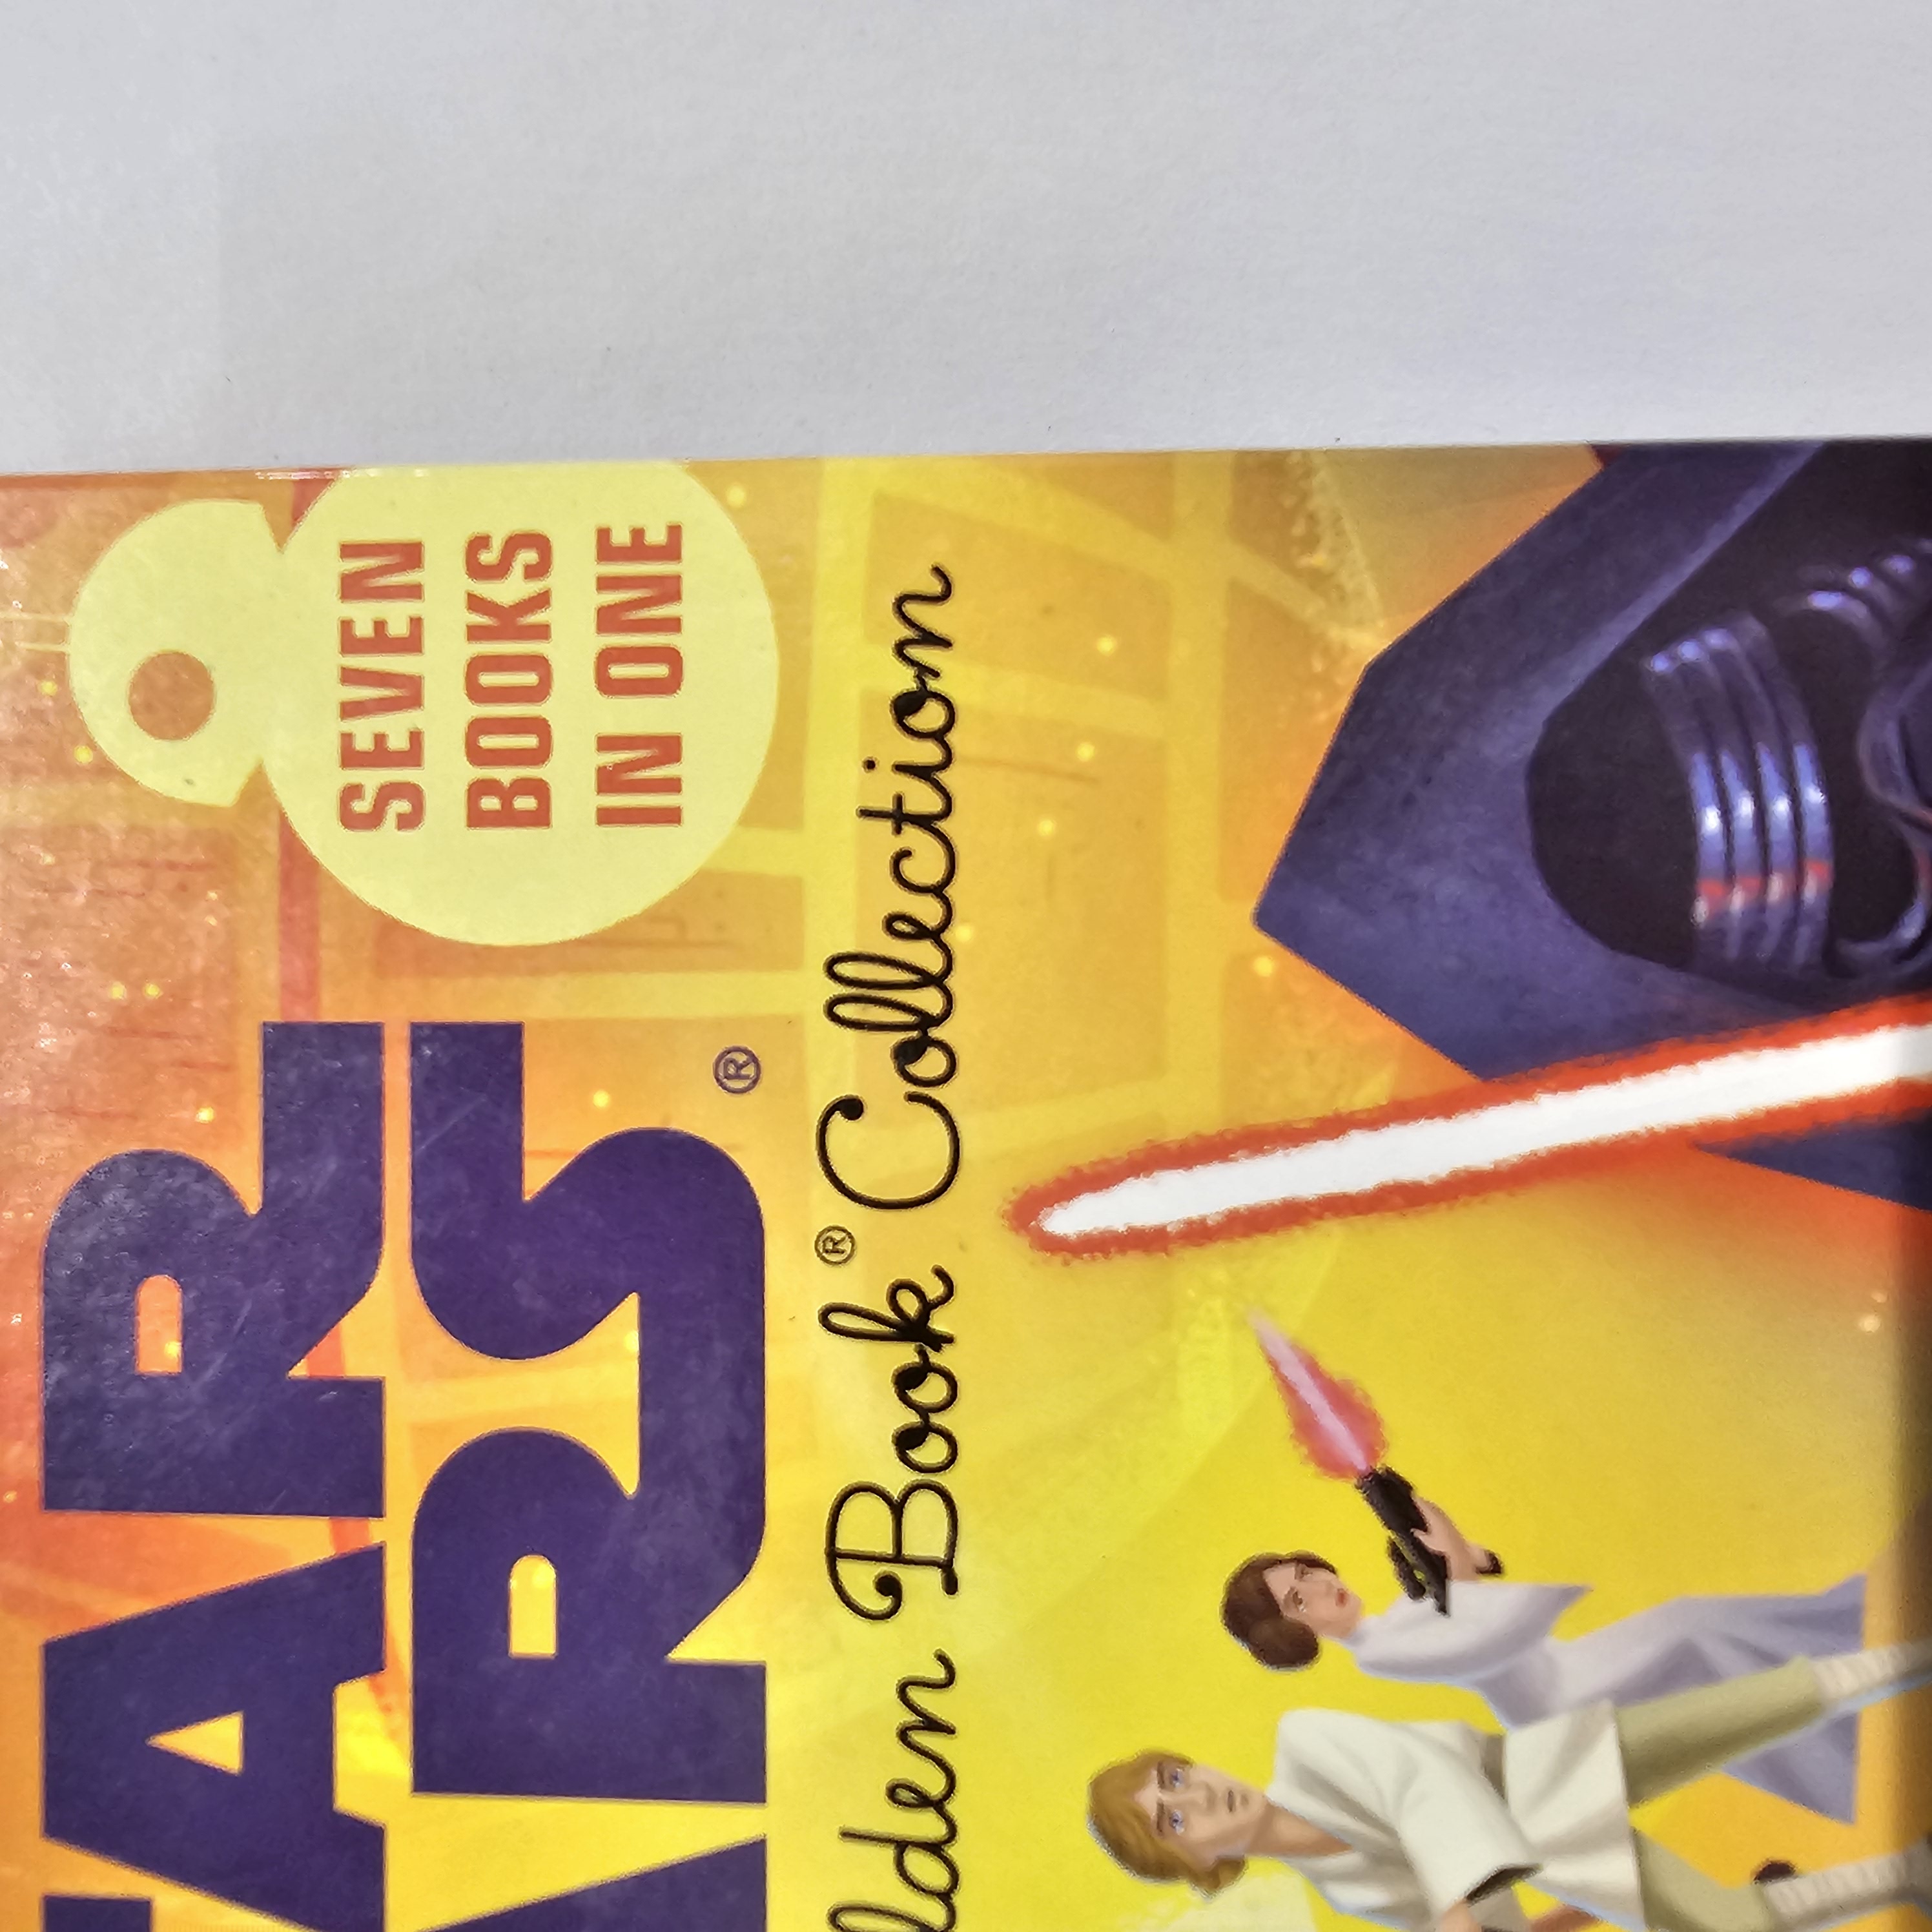 TAR
ARS®
SEVEN
BOOKS
IN ONE
lden Book® Collection